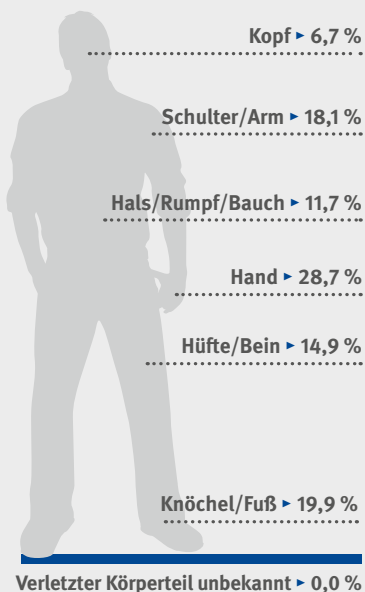 Kopf ▸ 6,7 %
Schulter/Arm ▸ 18,1 %
Hals/Rumpf/Bauch ▸ 11,7 %
Hand ▸ 28,7 %
Hüfte/Bein ▸ 14,9 %
Knöchel/Fuß ▸ 19,9 %
Verletzter Körperteil unbekannt ▸ 0,0 %